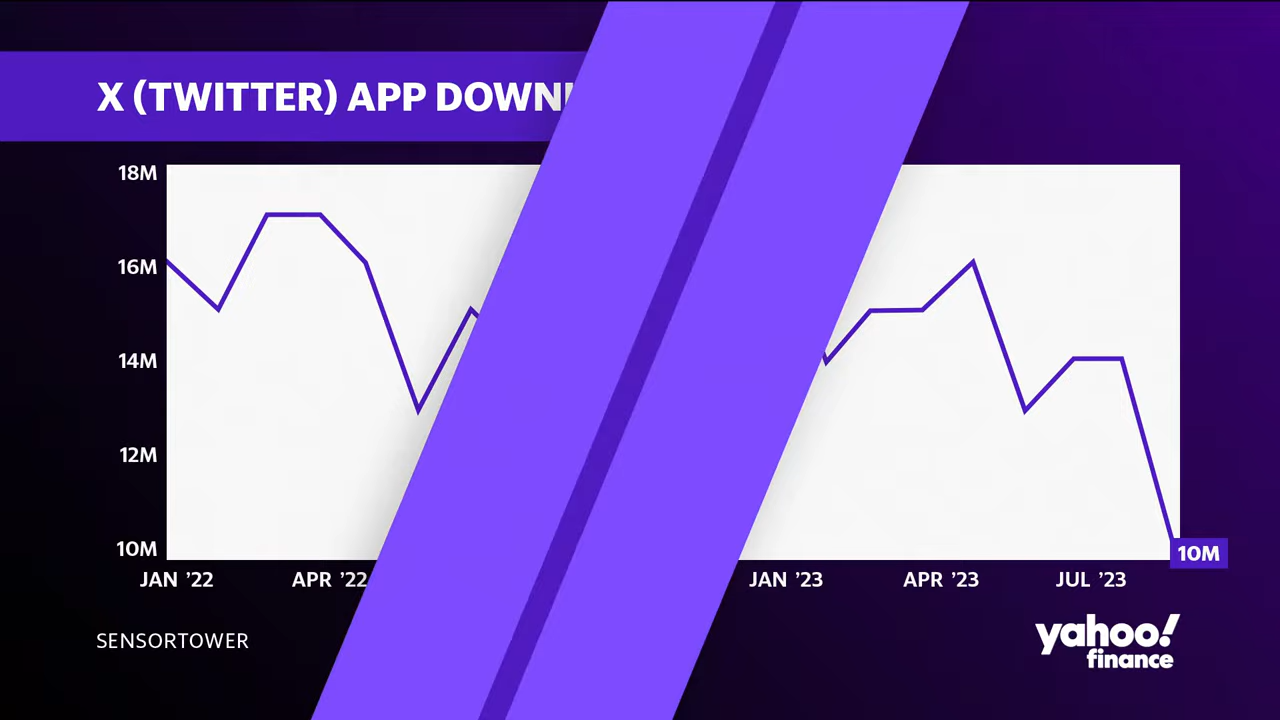 X (TWITTER) APP
18M
16M
14M
12M
10M
10M
JAN ’22 APR ’22 JAN ’23 APR ’23 JUL ’23
SENSORTOWER
yahoo!
finance